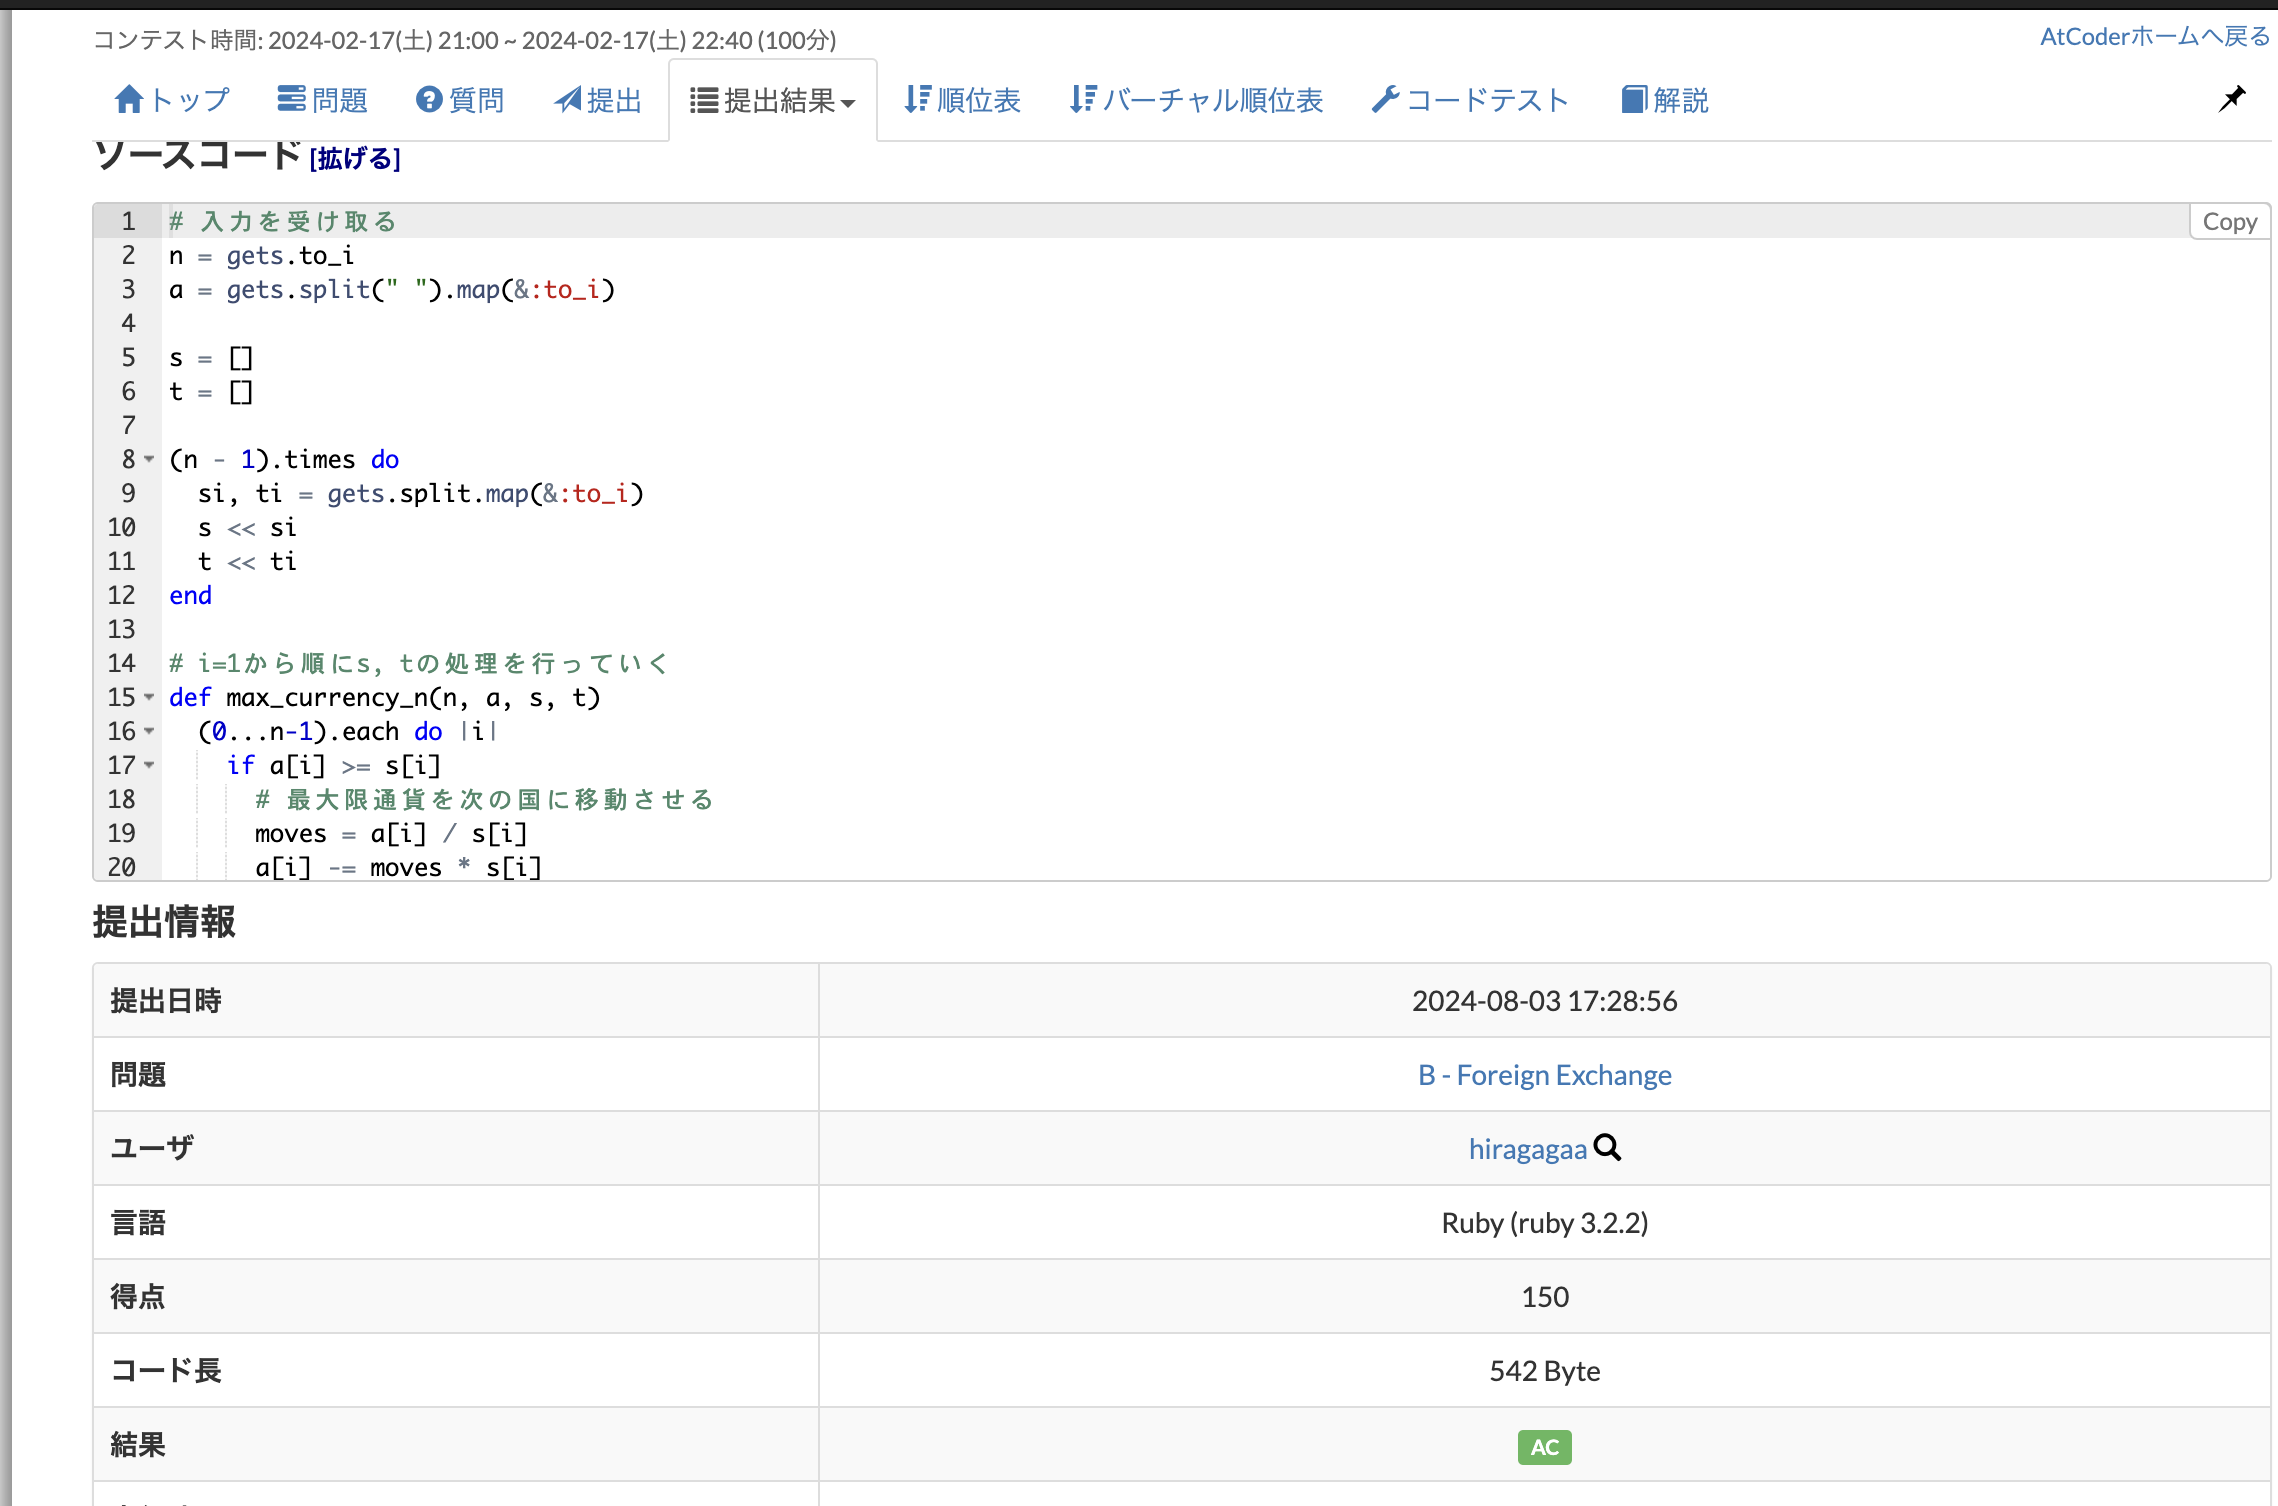 コンテスト時間: 2024-02-17(土) 21:00 ~ 2024-02-17(土) 22:40 (100分)
AtCoderホームへ戻る
トップ 問題 質問 提出 提出結果 順位表 バーチャル順位表 コードテスト 解説
ソースコード [拡げる]
Copy
1 # 入力を受け取る
2 n = gets.to_i
3 a = gets.split(" ").map(&:to_i)
4
5 s = []
6 t = []
7
8 (n - 1).times do
9 si, ti = gets.split.map(&:to_i)
10 s << si
11 t << ti
12 end
13
14 # i=1から順にs, tの処理を行っていく
15 def max_currency_n(n, a, s, t)
16 (0...n-1).each do |i|
17 if a[i] >= s[i]
18 # 最大限通貨を次の国に移動させる
19 moves = a[i] / s[i]
20 a[i] -= moves * s[i]
提出情報
提出日時 2024-08-03 17:28:56
問題 B - Foreign Exchange
ユーザ hiragagaa
言語 Ruby (ruby 3.2.2)
得点 150
コード長 542 Byte
結果 AC